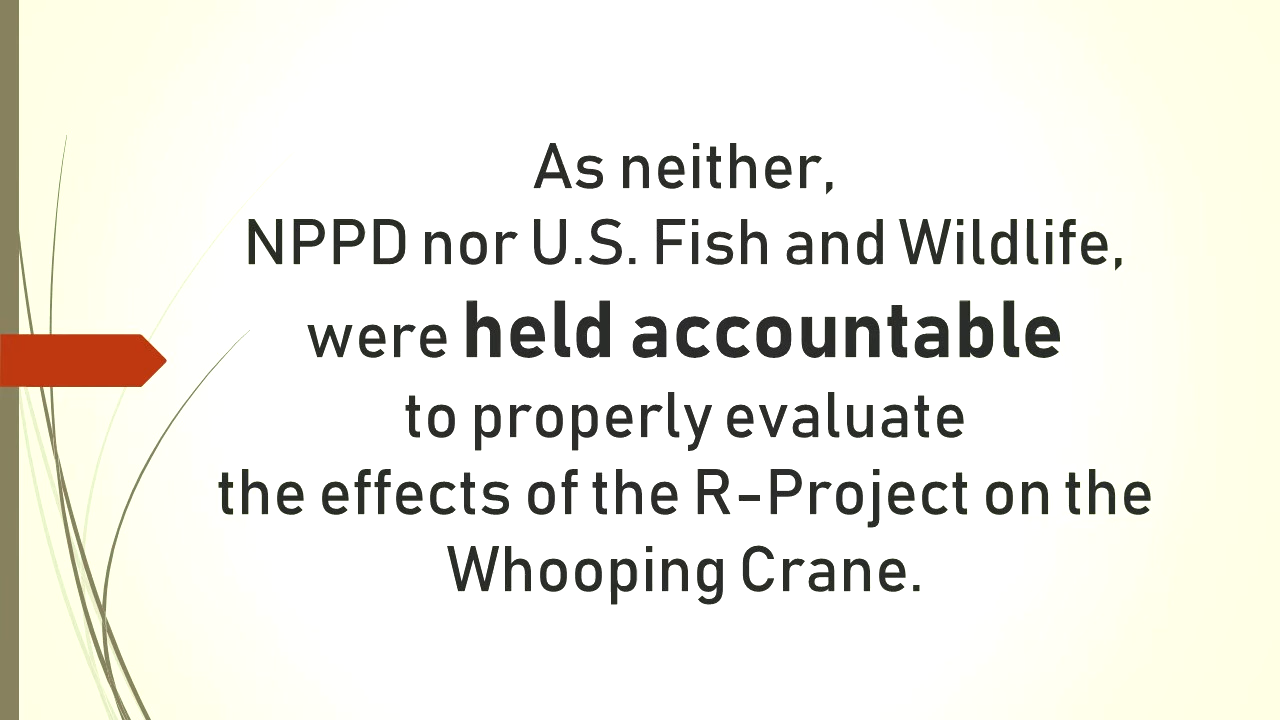 As neither,
NPPD nor U.S. Fish and Wildlife,
were held accountable
to properly evaluate
the effects of the R-Project on the
Whooping Crane.